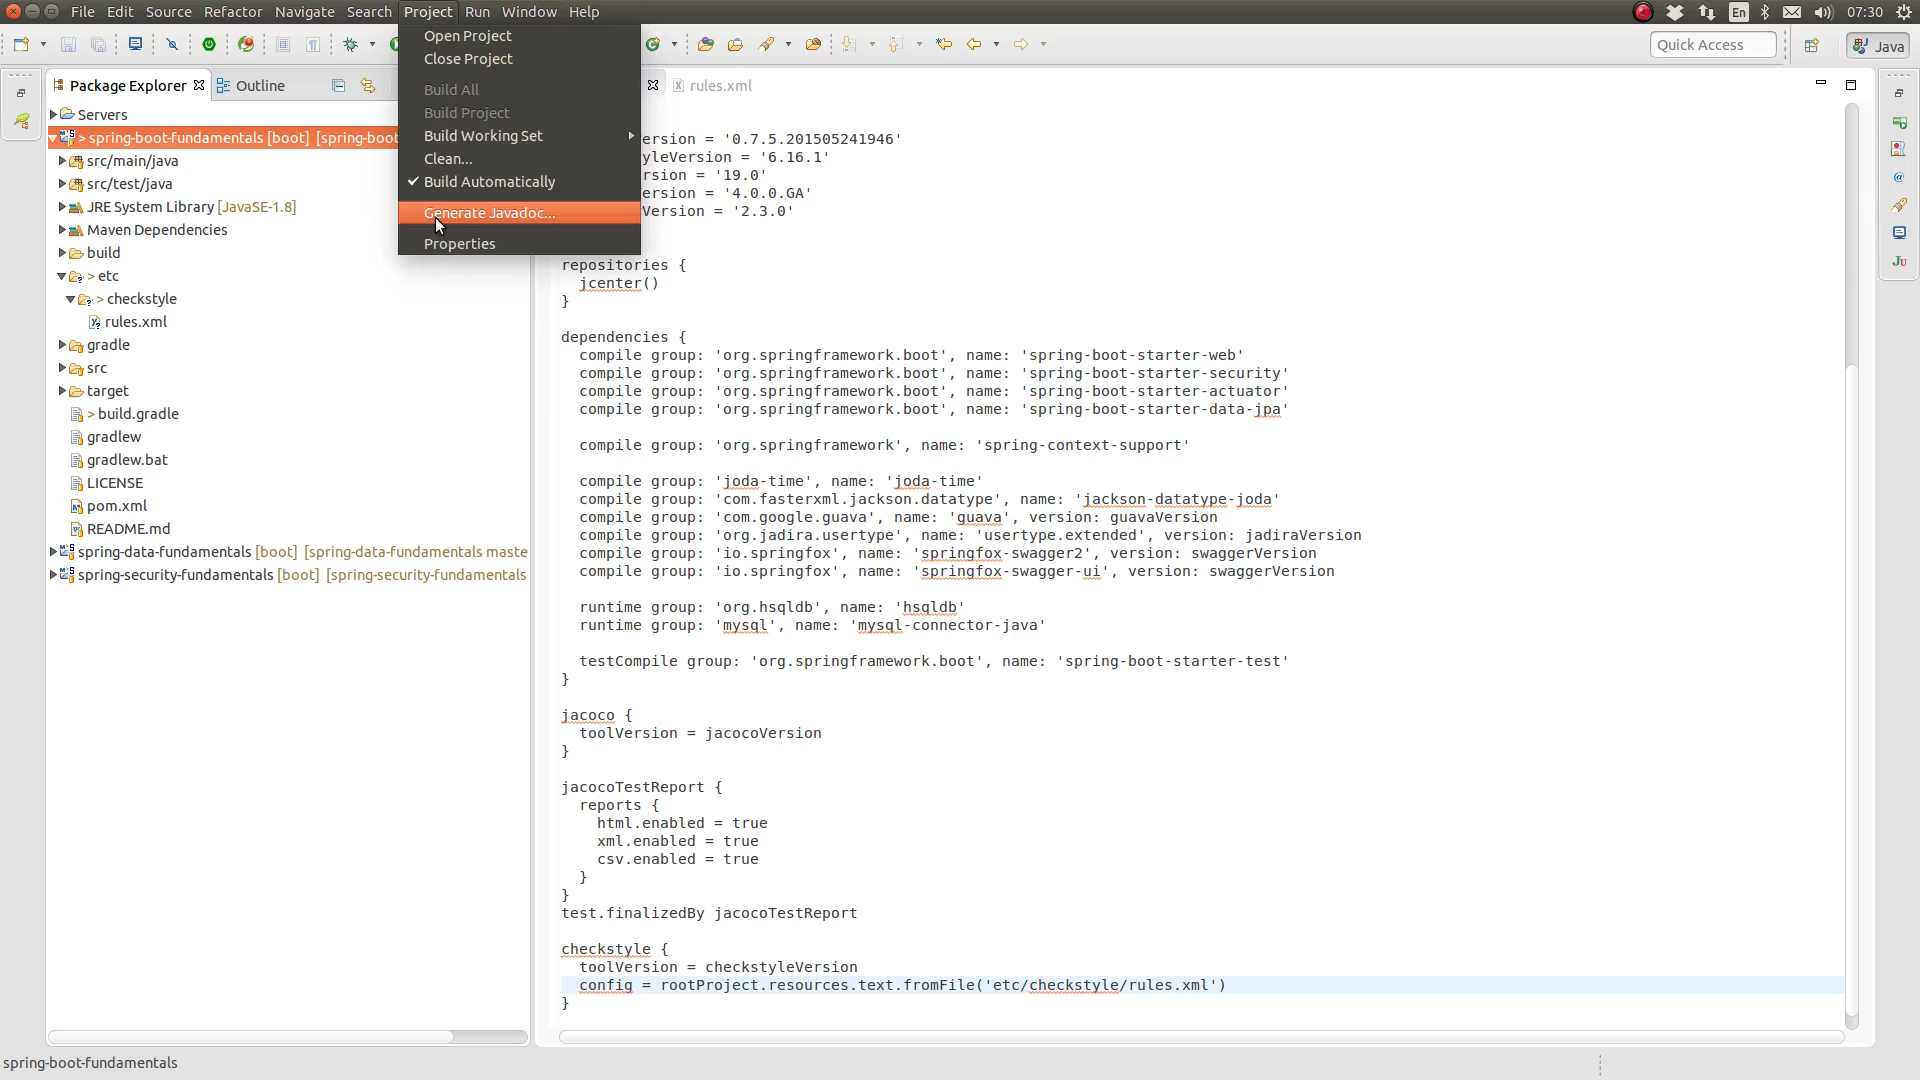 File Edit Source Refactor Navigate Search Project Run Window Help
En 07:30
Quick Access
Java
Package Explorer
Outline
rules.xml
Open Project
Close Project
Build All
Build Project
Build Working Set
Clean...
Build Automatically
Generate Javadoc...
Properties
Servers
> spring-boot-fundamentals [boot] [spring-boot
src/main/java
src/test/java
JRE System Library [JavaSE-1.8]
Maven Dependencies
build
> etc
> checkstyle
rules.xml
gradle
src
target
> build.gradle
gradlew
gradlew.bat
LICENSE
pom.xml
README.md
spring-data-fundamentals [boot] [spring-data-fundamentals maste
spring-security-fundamentals [boot] [spring-security-fundamentals
ersion = '0.7.5.201505241946'
yleVersion = '6.16.1'
rsion = '19.0'
ersion = '4.0.0.GA'
Version = '2.3.0'
repositories {
jcenter()
}
dependencies {
compile group: 'org.springframework.boot', name: 'spring-boot-starter-web'
compile group: 'org.springframework.boot', name: 'spring-boot-starter-security'
compile group: 'org.springframework.boot', name: 'spring-boot-starter-actuator'
compile group: 'org.springframework.boot', name: 'spring-boot-starter-data-jpa'
compile group: 'org.springframework', name: 'spring-context-support'
compile group: 'joda-time', name: 'joda-time'
compile group: 'com.fasterxml.jackson.datatype', name: 'jackson-datatype-joda'
compile group: 'com.google.guava', name: 'guava', version: guavaVersion
compile group: 'org.jadira.usertype', name: 'usertype.extended', version: jadiraVersion
compile group: 'io.springfox', name: 'springfox-swagger2', version: swaggerVersion
compile group: 'io.springfox', name: 'springfox-swagger-ui', version: swaggerVersion
runtime group: 'org.hsqldb', name: 'hsqldb'
runtime group: 'mysql', name: 'mysql-connector-java'
testCompile group: 'org.springframework.boot', name: 'spring-boot-starter-test'
}
jacoco {
toolVersion = jacocoVersion
}
jacocoTestReport {
reports {
html.enabled = true
xml.enabled = true
csv.enabled = true
}
}
test.finalizedBy jacocoTestReport
checkstyle {
toolVersion = checkstyleVersion
config = rootProject.resources.text.fromFile('etc/checkstyle/rules.xml')
}
spring-boot-fundamentals